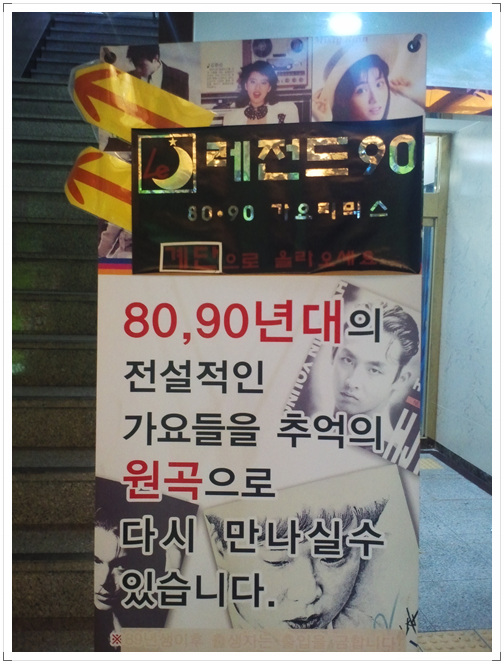 Le
레전드90
80·90 가요리믹스
계단으로 올라오세요.
80,90년대의
전설적인
가요들을 추억의
원곡으로
다시 만나실수
있습니다.